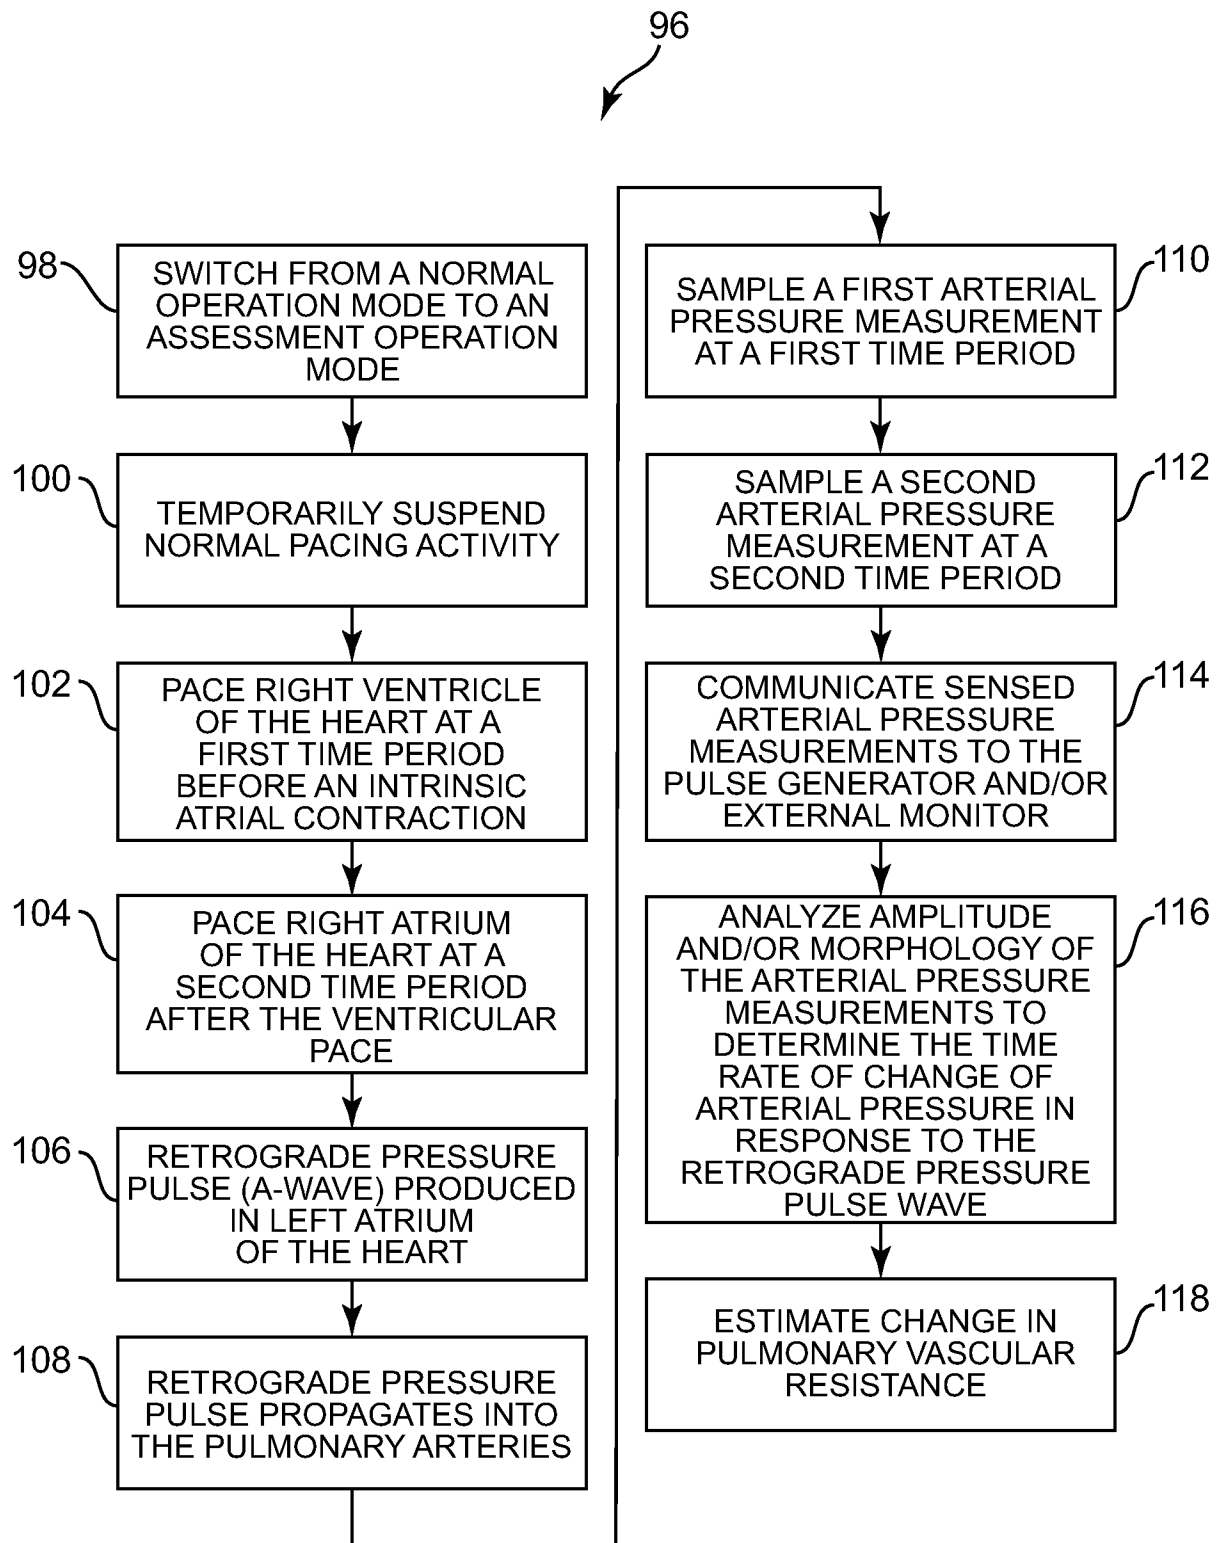 96
98
SWITCH FROM A NORMAL
OPERATION MODE TO AN
ASSESSMENT OPERATION
MODE
100
TEMPORARILY SUSPEND
NORMAL PACING ACTIVITY
102
PACE RIGHT VENTRICLE
OF THE HEART AT A
FIRST TIME PERIOD
BEFORE AN INTRINSIC
ATRIAL CONTRACTION
104
PACE RIGHT ATRIUM
OF THE HEART AT A
SECOND TIME PERIOD
AFTER THE VENTRICULAR
PACE
106
RETROGRADE PRESSURE
PULSE (A-WAVE) PRODUCED
IN LEFT ATRIUM
OF THE HEART
108
RETROGRADE PRESSURE
PULSE PROPAGATES INTO
THE PULMONARY ARTERIES
110
SAMPLE A FIRST ARTERIAL
PRESSURE MEASUREMENT
AT A FIRST TIME PERIOD
112
SAMPLE A SECOND
ARTERIAL PRESSURE
MEASUREMENT AT A
SECOND TIME PERIOD
114
COMMUNICATE SENSED
ARTERIAL PRESSURE
MEASUREMENTS TO THE
PULSE GENERATOR AND/OR
EXTERNAL MONITOR
116
ANALYZE AMPLITUDE
AND/OR MORPHOLOGY OF
THE ARTERIAL PRESSURE
MEASUREMENTS TO
DETERMINE THE TIME
RATE OF CHANGE OF
ARTERIAL PRESSURE IN
RESPONSE TO THE
RETROGRADE PRESSURE
PULSE WAVE
118
ESTIMATE CHANGE IN
PULMONARY VASCULAR
RESISTANCE